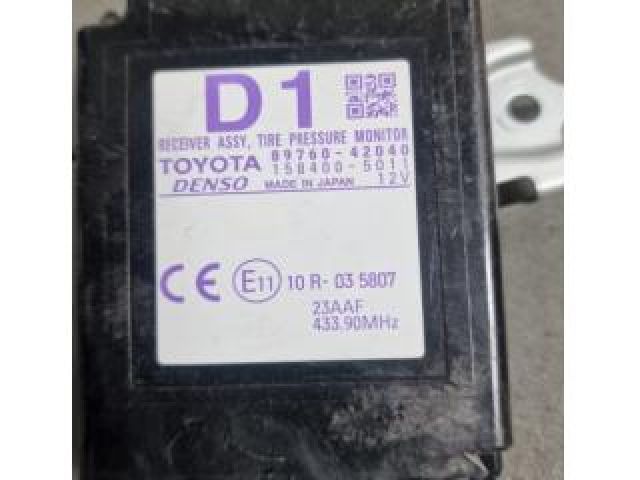 D1
RECEIVER ASSY, TIRE PRESSURE MONITOR
TOYOTA 89760-42040
DENSO 158400-5011
MADE IN JAPAN 12V
CE E11 10 R- 03 5807
23AAF
433.90MHz